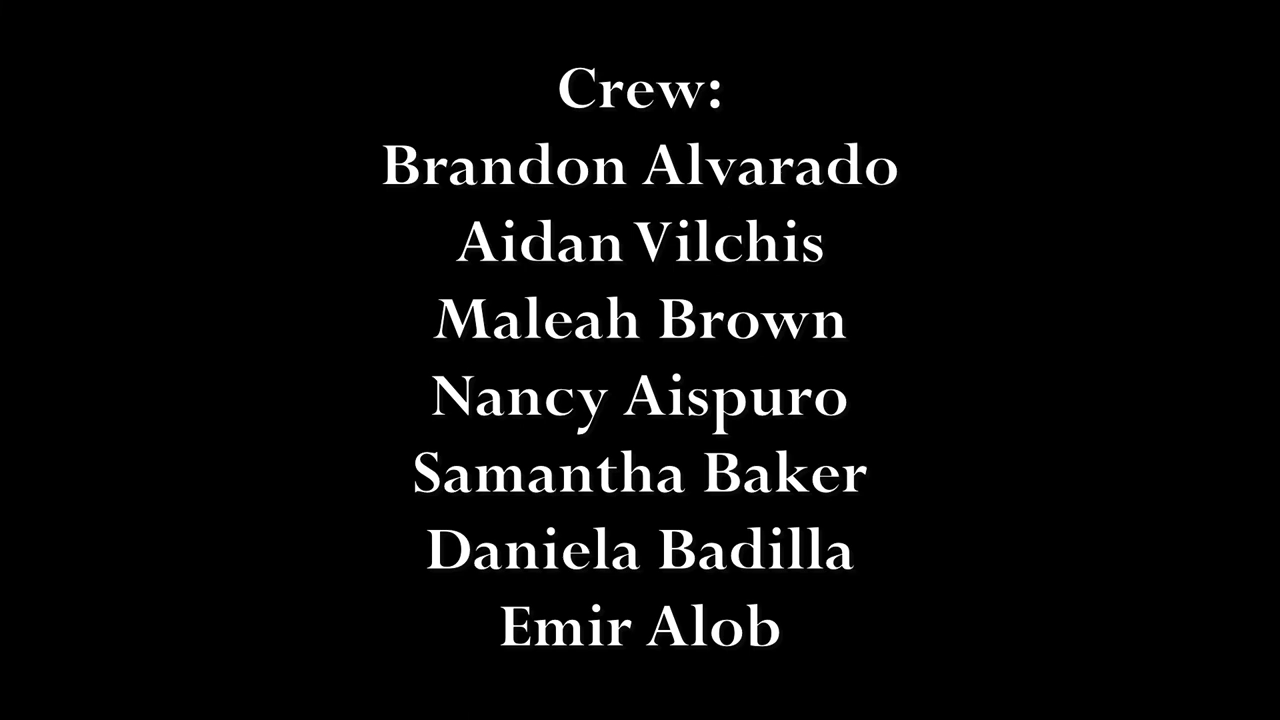 Crew:
Brandon Alvarado
Aidan Vilchis
Maleah Brown
Nancy Aispuro
Samantha Baker
Daniela Badilla
Emir Alob